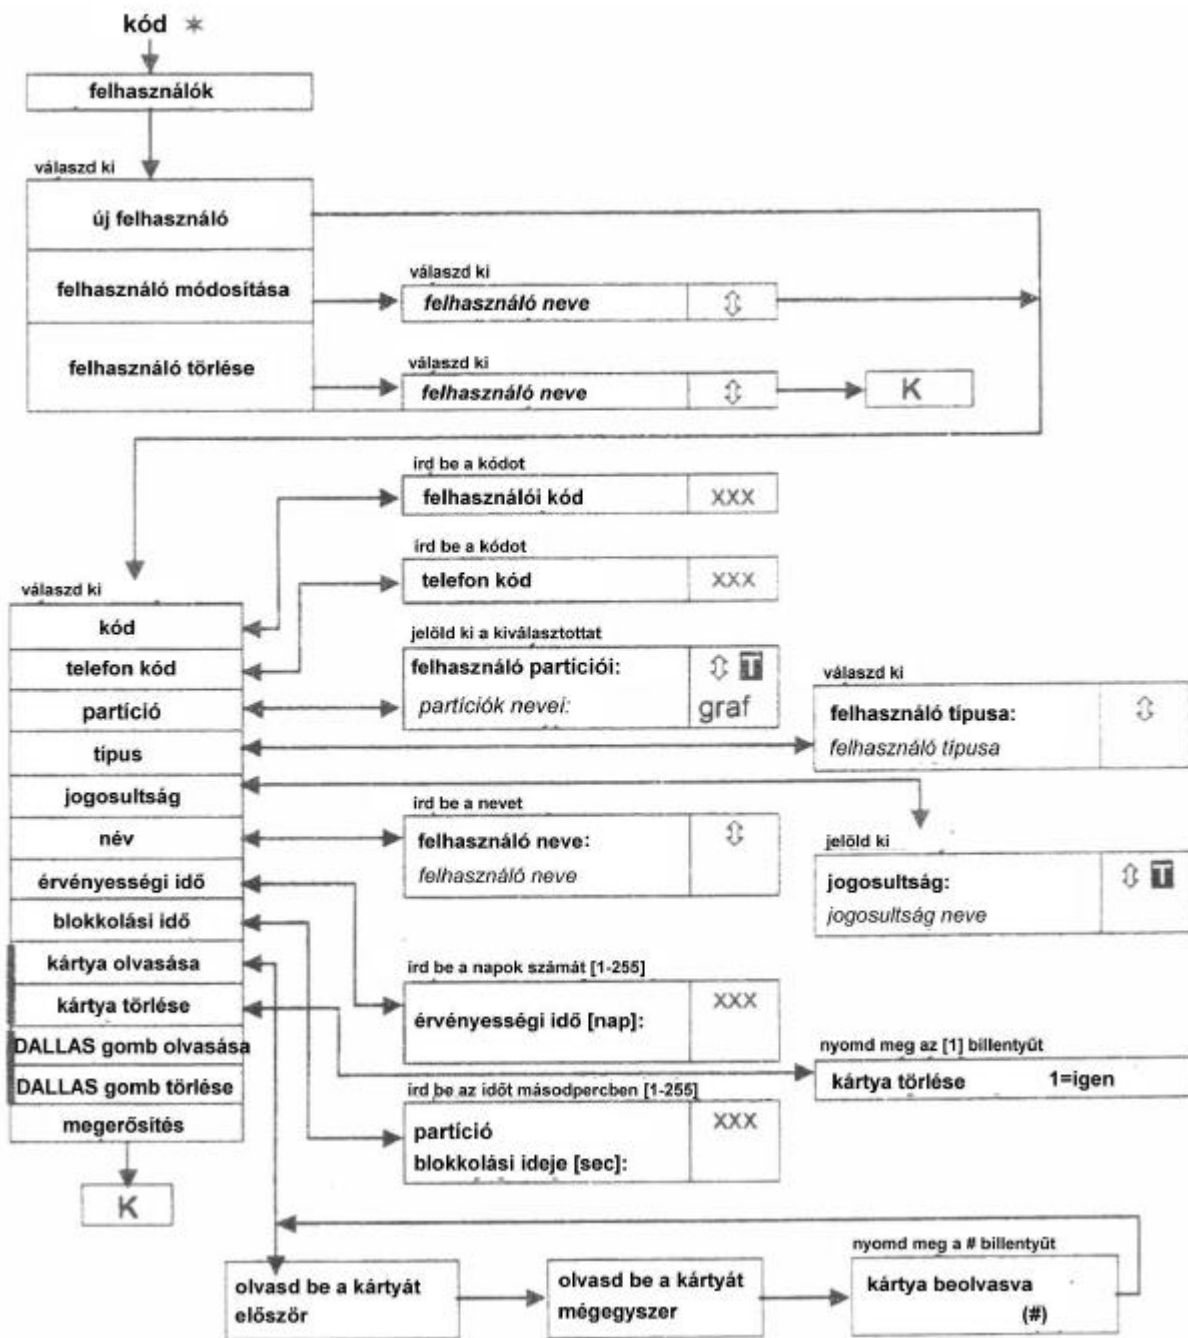 kód *
felhasználók
válaszd ki
új felhasználó
felhasználó módosítása
válaszd ki
felhasználó neve
felhasználó törlése
válaszd ki
felhasználó neve
K
írd be a kódot
felhasználói kód XXX
írd be a kódot
telefon kód XXX
válaszd ki
kód
telefon kód
partíció
típus
jogosultság
név
érvényességi idő
blokkolási idő
kártya olvasása
kártya törlése
DALLAS gomb olvasása
DALLAS gomb törlése
megerősítés
K
jelöld ki a kiválasztottat
felhasználó partíciói: T
partíciók nevei: graf
válaszd ki
felhasználó típusa:
felhasználó típusa
írd be a nevet
felhasználó neve:
felhasználó neve
jelöld ki
jogosultság: T
jogosultság neve
írd be a napok számát [1-255]
érvényességi idő [nap]: XXX
nyomd meg az [1] billentyűt
kártya törlése 1=igen
írd be az időt másodpercben [1-255]
partíció XXX
blokkolási ideje [sec]:
olvasd be a kártyát
először
olvasd be a kártyát
mégegyszer
nyomd meg a # billentyűt
kártya beolvasva
(#)